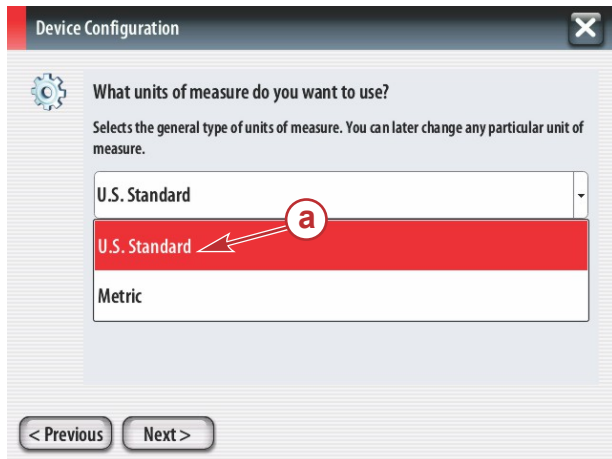 Device Configuration
X
What units of measure do you want to use?
Selects the general type of units of measure. You can later change any particular unit of
measure.
U.S. Standard
a
U.S. Standard
Metric
< Previous Next >